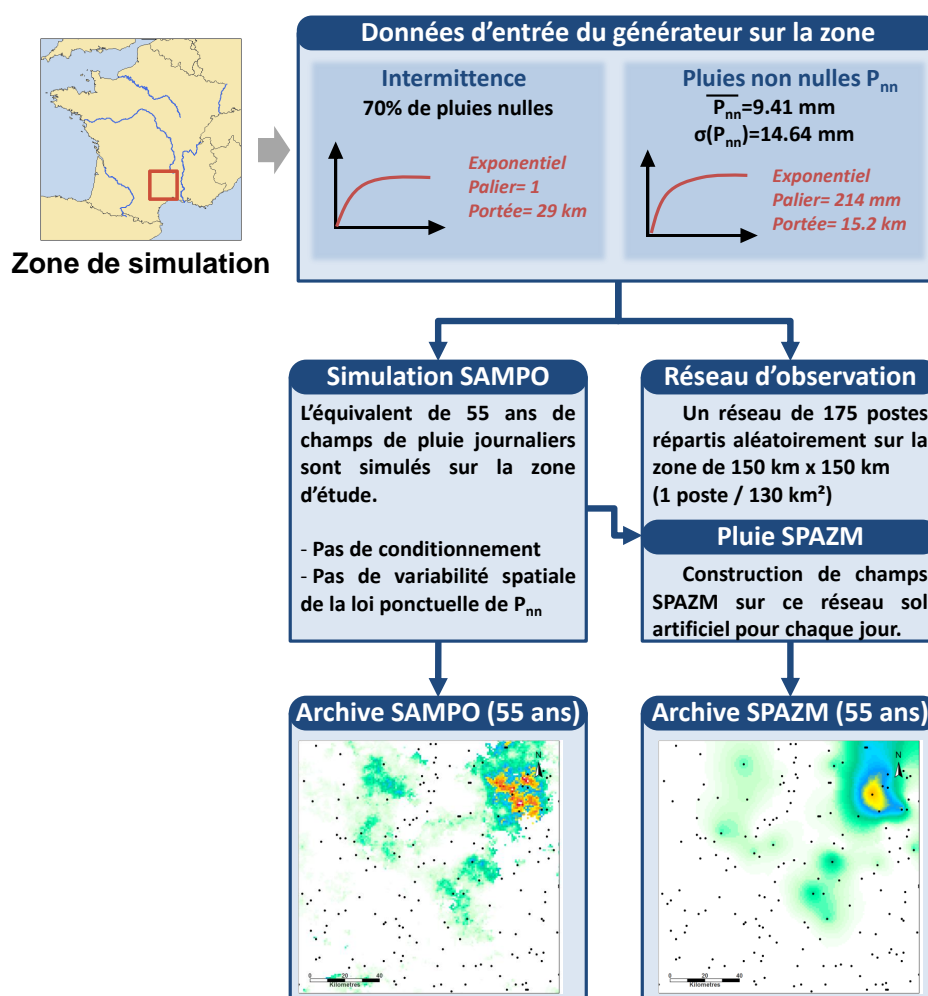 Données d'entrée du générateur sur la zone
Intermittence
70% de pluies nulles
Exponentiel
Palier= 1
Portée= 29 km
Pluies non nulles Pnn
Pnn=9.41 mm
σ(Pnn)=14.64 mm
Exponentiel
Palier= 214 mm
Portée= 15.2 km
Zone de simulation
Simulation SAMPO
L'équivalent de 55 ans de
champs de pluie journaliers
sont simulés sur la zone
d'étude.
- Pas de conditionnement
- Pas de variabilité spatiale
de la loi ponctuelle de Pnn
Réseau d'observation
Un réseau de 175 postes
répartis aléatoirement sur la
zone de 150 km x 150 km
(1 poste / 130 km²)
Pluie SPAZM
Construction de champs
SPAZM sur ce réseau sol
artificiel pour chaque jour.
Archive SAMPO (55 ans)
N
0 20 40
Kilomètres
Archive SPAZM (55 ans)
N
0 20 40
Kilomètres